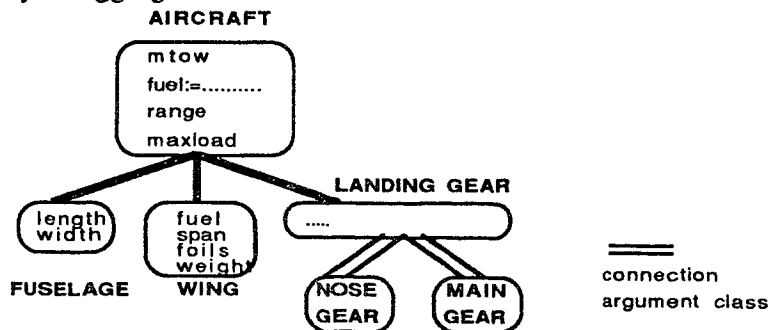 AIRCRAFT
mtow
fuel:=..........
range
maxload
LANDING GEAR
length
width
fuel
span
foils
weight
.....
FUSELAGE
WING
NOSE
GEAR
MAIN
GEAR
connection
argument class